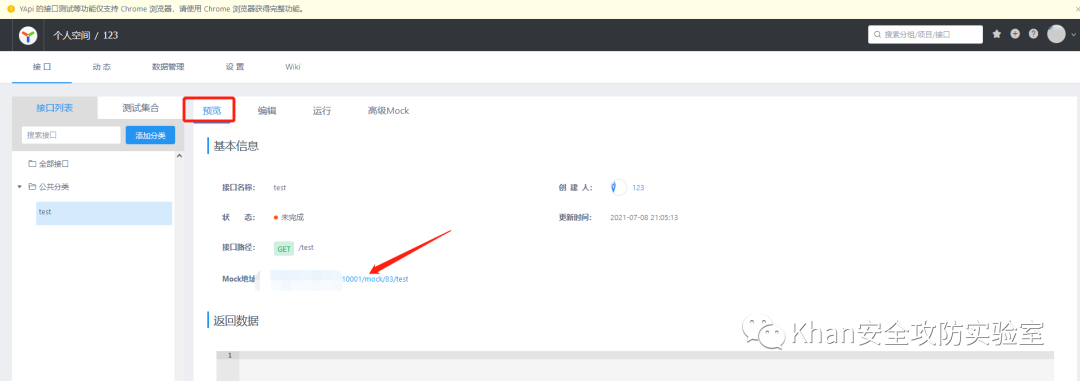 YApi 的接口测试等功能仅支持 Chrome 浏览器，请使用 Chrome 浏览器获得完整功能。
个人空间 / 123
搜索分组/项目/接口
接口 动态 数据管理 设置 Wiki
接口列表 测试集合
预览 编辑 运行 高级Mock
搜索接口 添加分类
基本信息
全部接口
公共分类
test
接口名称: test
创建人: 123
状态: 未完成
更新时间: 2021-07-08 21:05:13
接口路径: GET /test
Mock地址 10001/mock/83/test
返回数据
1
Khan安全攻防实验室